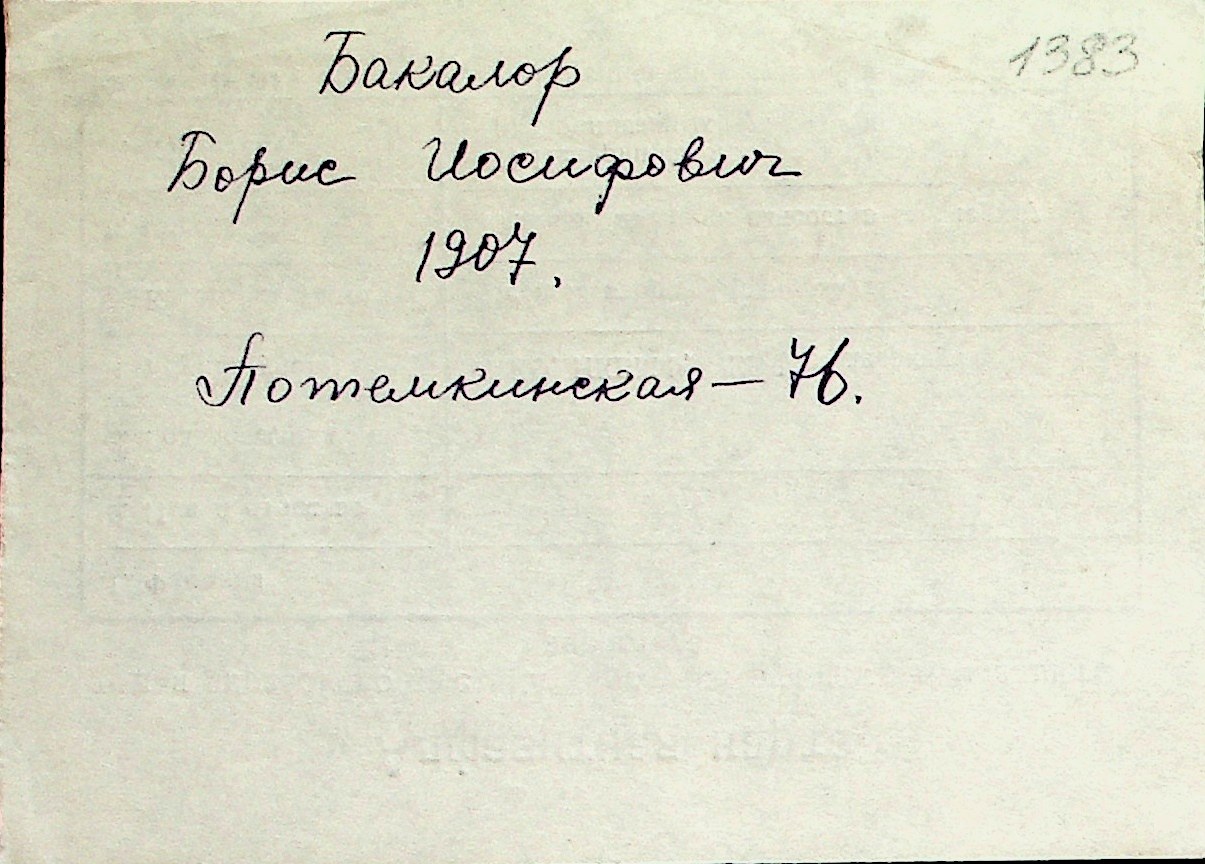 1383
Бакалор
Борис Иосифович
1907.
Потемкинская — 76.